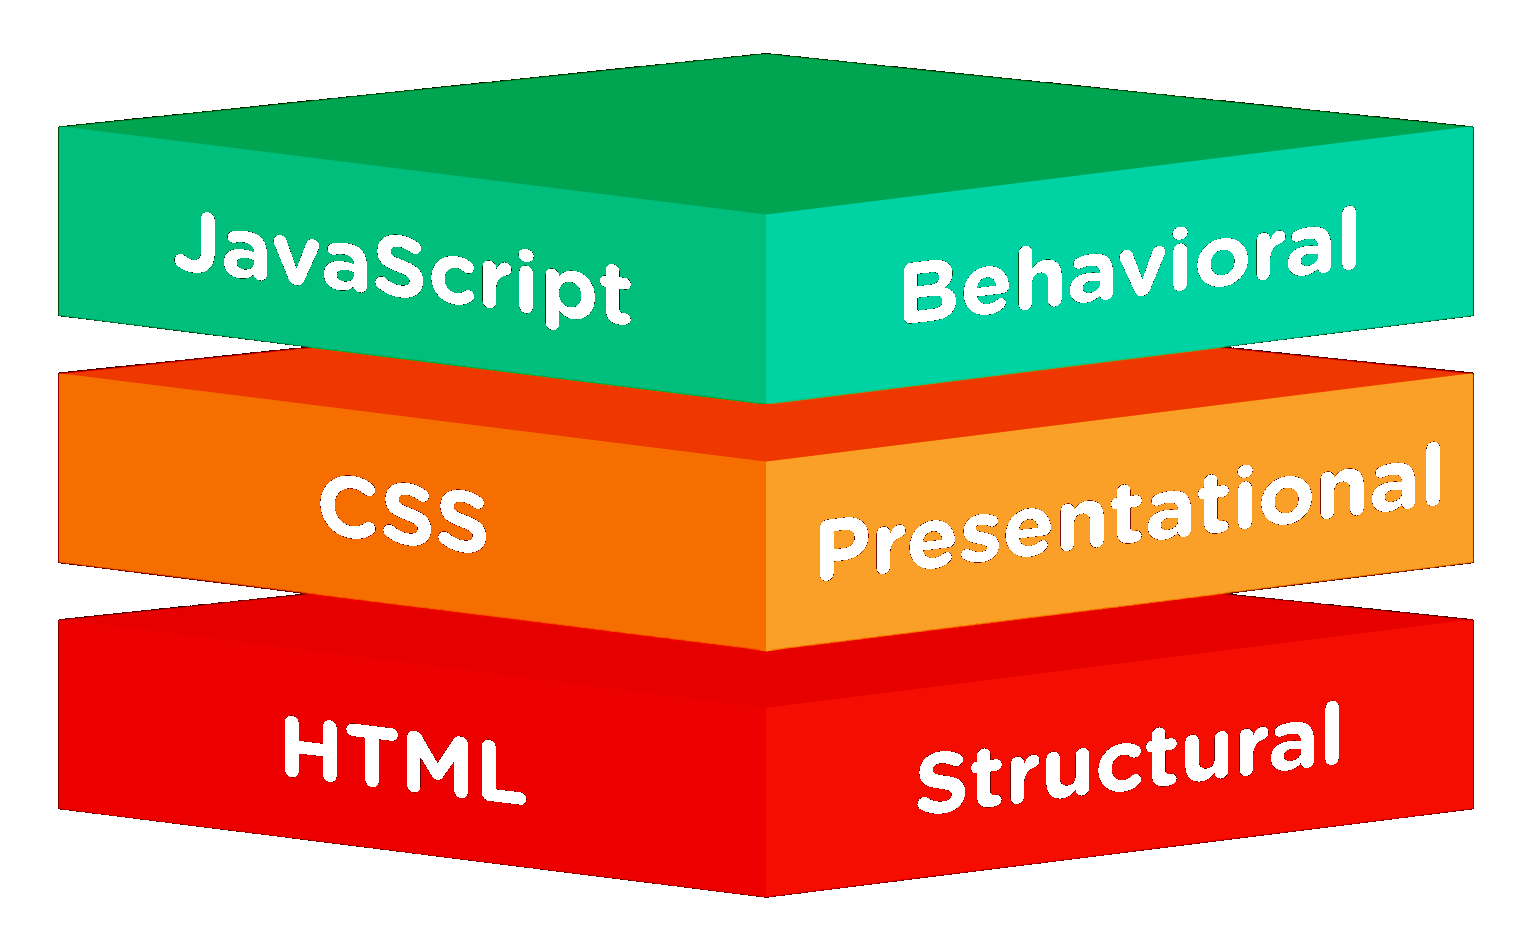 JavaScript Behavioral
CSS Presentational
HTML Structural